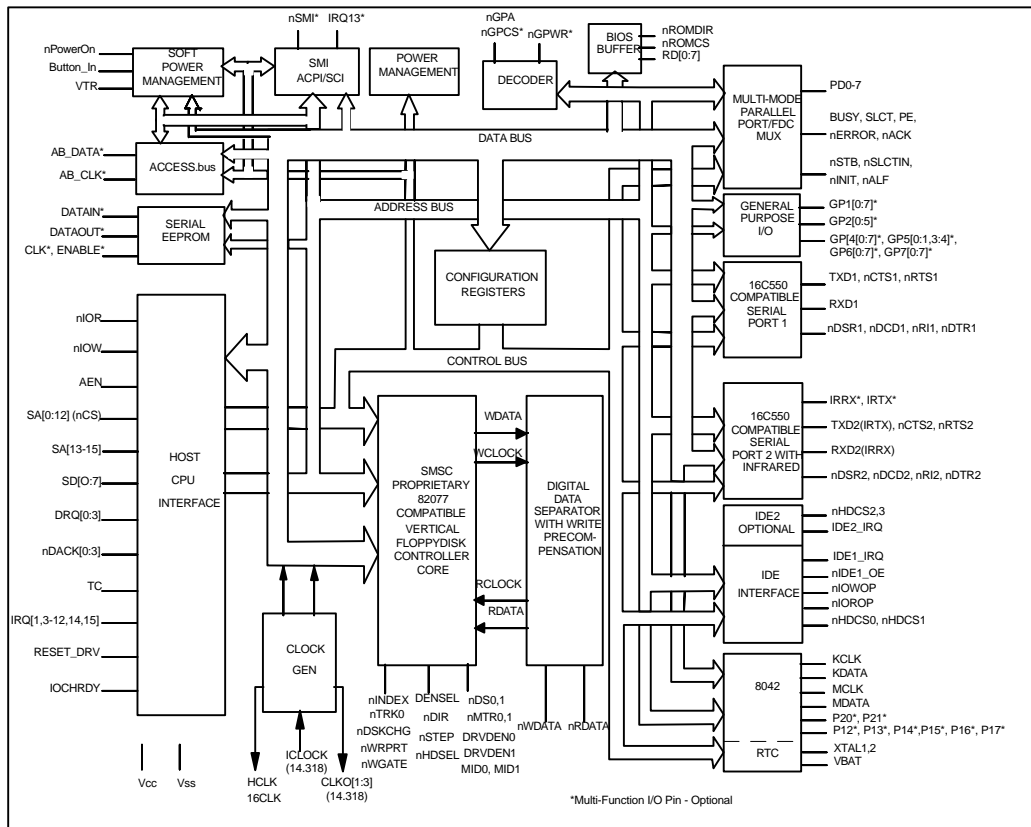 nSMI*
IRQ13*
nGPA
nGPCS*
nGPWR*
nROMDIR
nROMCS
RD[0:7]
nPowerOn
Button_In
VTR
SOFT
POWER
MANAGEMENT
SMI
ACPI/SCI
POWER
MANAGEMENT
DECODER
BIOS
BUFFER
MULTI-MODE
PARALLEL
PORT/FDC
MUX
PD0-7
BUSY, SLCT, PE,
nERROR, nACK
nSTB, nSLCTIN,
nINIT, nALF
DATA BUS
AB_DATA*
AB_CLK*
ACCESS.bus
ADDRESS BUS
DATAIN*
DATAOUT*
CLK*, ENABLE*
SERIAL
EEPROM
GENERAL
PURPOSE
I/O
GP1[0:7]*
GP2[0:5]*
GP[4[0:7]*, GP5[0:1,3:4]*,
GP6[0:7]*, GP7[0:7]*
CONFIGURATION
REGISTERS
16C550
COMPATIBLE
SERIAL
PORT 1
TXD1, nCTS1, nRTS1
RXD1
nDSR1, nDCD1, nRI1, nDTR1
CONTROL BUS
nIOR
nIOW
AEN
SA[0:12] (nCS)
SA[13-15]
SD[O:7]
DRQ[0:3]
nDACK[0:3]
TC
IRQ[1,3-12,14,15]
RESET_DRV
IOCHRDY
HOST
CPU
INTERFACE
SMSC
PROPRIETARY
82077
COMPATIBLE
VERTICAL
FLOPPYDISK
CONTROLLER
CORE
WDATA
WCLOCK
RCLOCK
RDATA
DIGITAL
DATA
SEPARATOR
WITH WRITE
PRECOM-
PENSATION
16C550
COMPATIBLE
SERIAL
PORT 2 WITH
INFRARED
IRRX*, IRTX*
TXD2(IRTX), nCTS2, nRTS2
RXD2(IRRX)
nDSR2, nDCD2, nRI2, nDTR2
IDE2
OPTIONAL
nHDCS2,3
IDE2_IRQ
IDE
INTERFACE
IDE1_IRQ
nIDE1_OE
nIOWOP
nIOROP
nHDCS0, nHDCS1
8042
RTC
KCLK
KDATA
MCLK
MDATA
P20*, P21*
P12*, P13*, P14*,P15*, P16*, P17*
XTAL1,2
VBAT
CLOCK
GEN
nINDEX
nTRK0
nDSKCHG
nWRPRT
nWGATE
DENSEL
nDIR
nSTEP
nHDSEL
nDS0,1
nMTR0,1
DRVDEN0
DRVDEN1
MID0, MID1
nWDATA
nRDATA
Vcc
Vss
HCLK
16CLK
ICLOCK
(14.318)
CLKO[1:3]
(14.318)
*Multi-Function I/O Pin - Optional